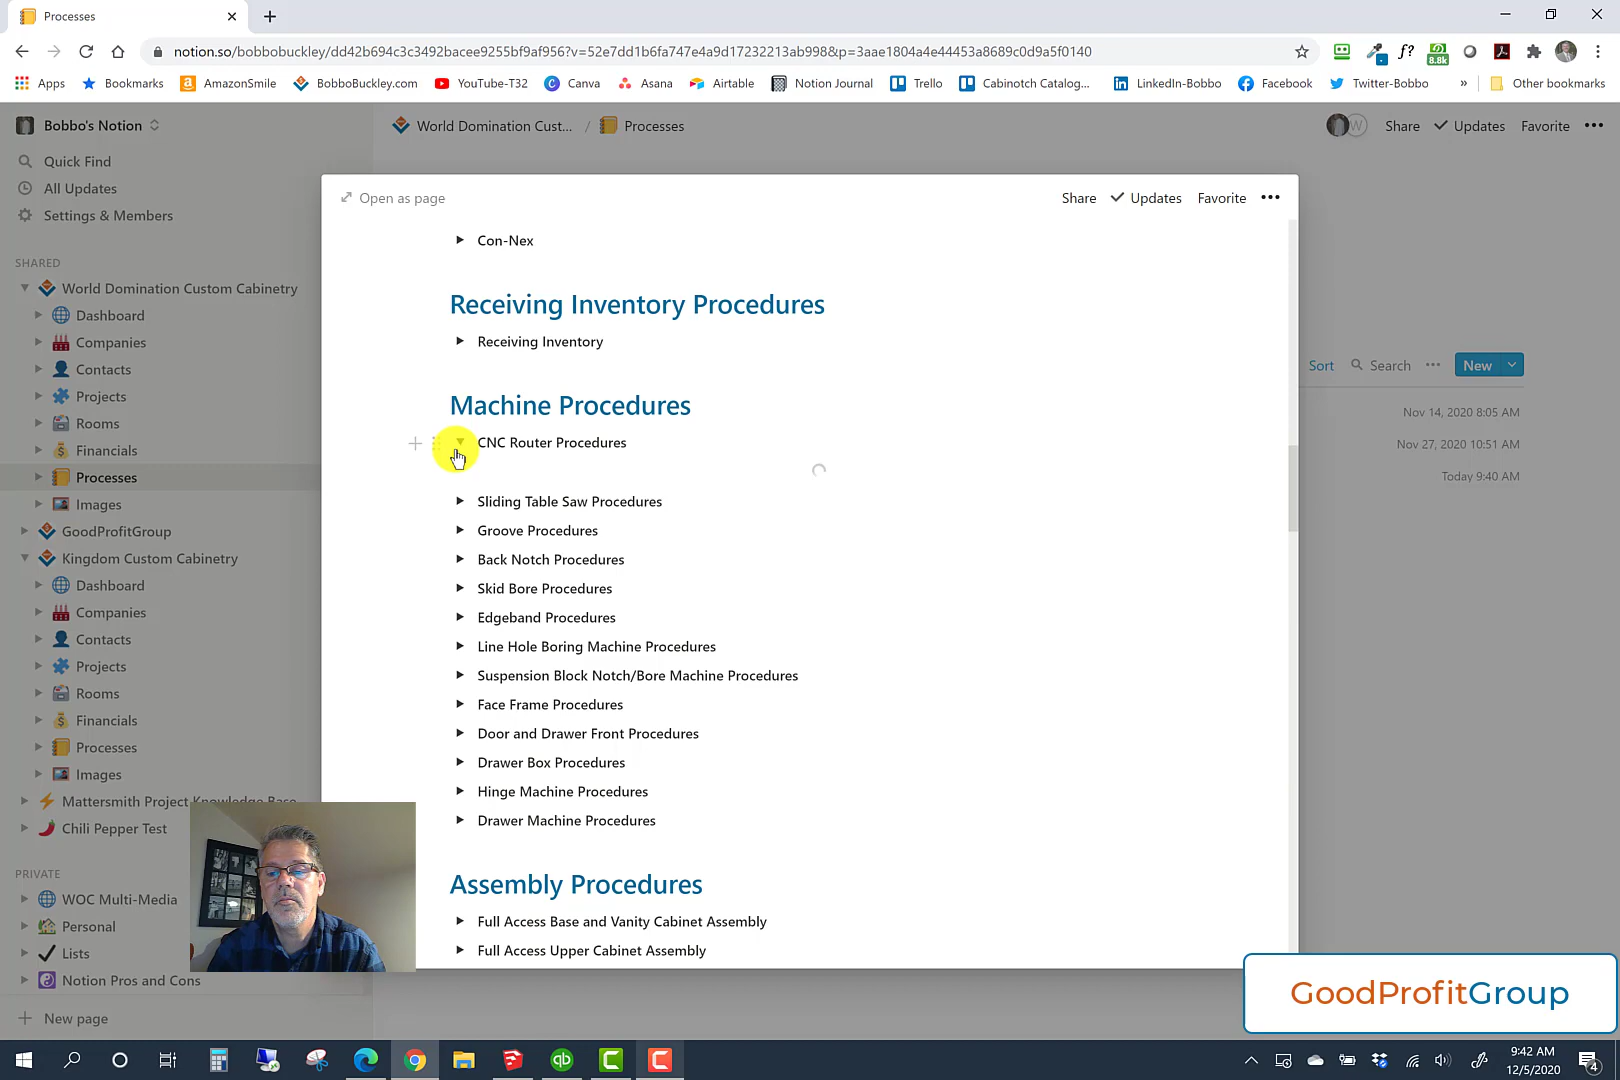 Processes
notion.so/bobbobuckley/dd42b694c3c3492bacee9255bf9af956?v=52e7dd1b6fa747e4a9d17232213ab998&p=3aae1804a4e44453a8689c0d9a5f0140
f?
8.8k
Apps Bookmarks AmazonSmile BobboBuckley.com YouTube-T32 Canva Asana Airtable Notion Journal Trello Cabinotch Catalog... LinkedIn-Bobbo Facebook Twitter-Bobbo » Other bookmarks
Bobbo's Notion
World Domination Cust... / Processes
W Share Updates Favorite •••
Quick Find
All Updates
Settings & Members
SHARED
World Domination Custom Cabinetry
Dashboard
Companies
Contacts
Projects
Rooms
Financials
Processes
Images
GoodProfitGroup
Kingdom Custom Cabinetry
Dashboard
Companies
Contacts
Projects
Rooms
Financials
Processes
Images
Mattersmith Project Knowledge Base
Chili Pepper Test
PRIVATE
WOC Multi-Media
Personal
Lists
Notion Pros and Cons
New page
Open as page
Share Updates Favorite •••
Con-Nex
Receiving Inventory Procedures
Receiving Inventory
Machine Procedures
CNC Router Procedures
Sliding Table Saw Procedures
Groove Procedures
Back Notch Procedures
Skid Bore Procedures
Edgeband Procedures
Line Hole Boring Machine Procedures
Suspension Block Notch/Bore Machine Procedures
Face Frame Procedures
Door and Drawer Front Procedures
Drawer Box Procedures
Hinge Machine Procedures
Drawer Machine Procedures
Assembly Procedures
Full Access Base and Vanity Cabinet Assembly
Full Access Upper Cabinet Assembly
Sort Search ••• New
Nov 14, 2020 8:05 AM
Nov 27, 2020 10:51 AM
Today 9:40 AM
GoodProfitGroup
qb
9:42 AM
12/5/2020
4